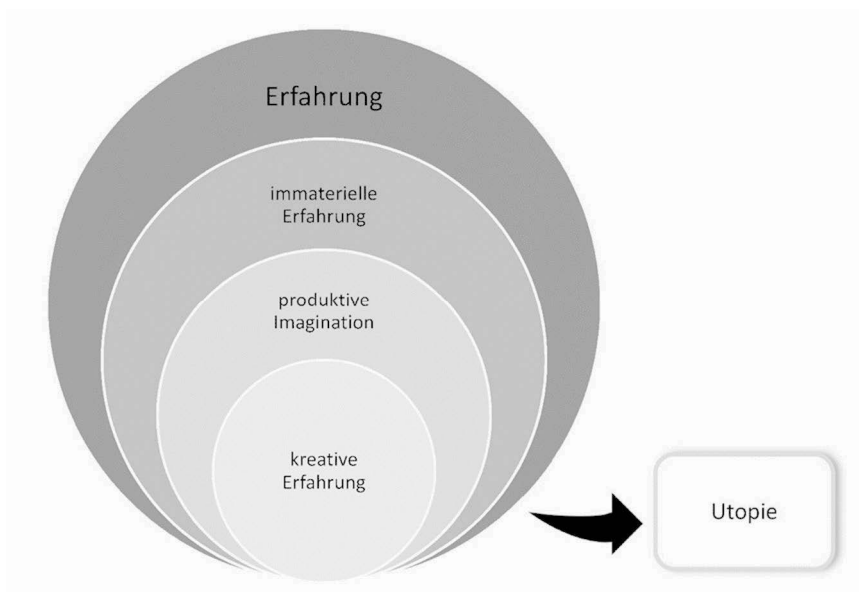 Erfahrung
immaterielle
Erfahrung
produktive
Imagination
kreative
Erfahrung
Utopie